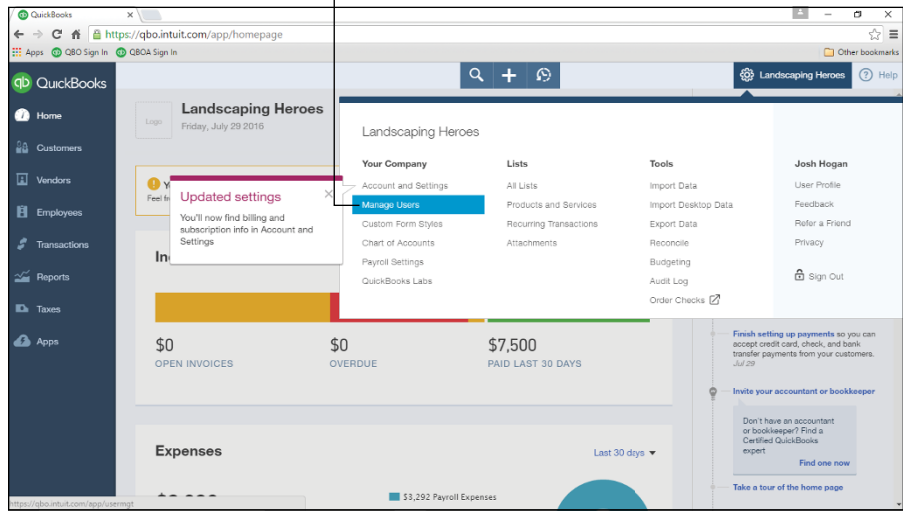 QuickBooks
https://qbo.intuit.com/app/homepage
Apps QBO Sign In QBOA Sign In Other bookmarks
qb QuickBooks
Landscaping Heroes Help
Home
Customers
Vendors
Employees
Transactions
Reports
Taxes
Apps
Logo
Landscaping Heroes
Friday, July 29 2016
Feel
Updated settings
You'll now find billing and
subscription info in Account and
Settings
Landscaping Heroes
Your Company
Account and Settings
Manage Users
Custom Form Styles
Chart of Accounts
Payroll Settings
QuickBooks Labs
Lists
All Lists
Products and Services
Recurring Transactions
Attachments
Tools
Import Data
Import Desktop Data
Export Data
Reconcile
Budgeting
Audit Log
Order Checks
Josh Hogan
User Profile
Feedback
Refer a Friend
Privacy
Sign Out
$0
OPEN INVOICES
$0
OVERDUE
$7,500
PAID LAST 30 DAYS
Expenses
Last 30 days
$3,292 Payroll Expenses
Finish setting up payments so you can
accept credit card, check, and bank
transfer payments from your customers.
Jul 29
Invite your accountant or bookkeeper
Don't have an accountant
or bookkeeper? Find a
Certified QuickBooks
expert
Find one now
Take a tour of the home page
https://qbo.intuit.com/app/usermgt